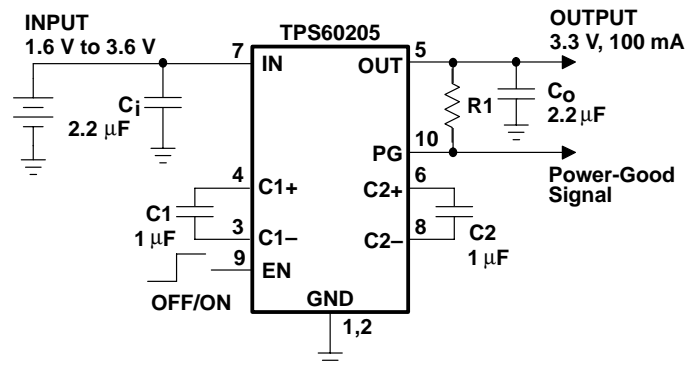 INPUT
1.6 V to 3.6 V
TPS60205
OUTPUT
3.3 V, 100 mA
7
IN
5
OUT
Ci
2.2 μF
R1
Co
2.2 μF
10
PG
Power-Good
Signal
4
C1+
6
C2+
C1
1 μF
3
C1–
8
C2–
C2
1 μF
9
EN
OFF/ON
GND
1,2